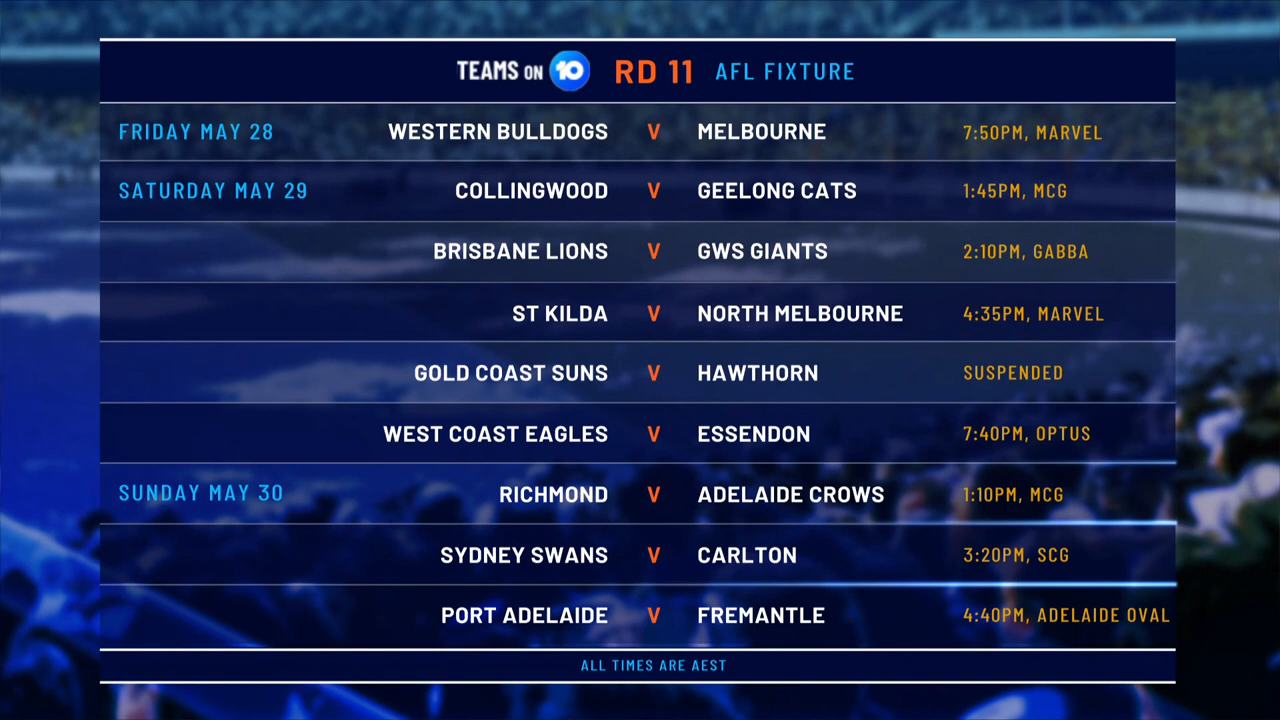 TEAMS ON 10 RD 11 AFL FIXTURE
FRIDAY MAY 28 WESTERN BULLDOGS V MELBOURNE 7:50PM, MARVEL
SATURDAY MAY 29 COLLINGWOOD V GEELONG CATS 1:45PM, MCG
BRISBANE LIONS V GWS GIANTS 2:10PM, GABBA
ST KILDA V NORTH MELBOURNE 4:35PM, MARVEL
GOLD COAST SUNS V HAWTHORN SUSPENDED
WEST COAST EAGLES V ESSENDON 7:40PM, OPTUS
SUNDAY MAY 30 RICHMOND V ADELAIDE CROWS 1:10PM, MCG
SYDNEY SWANS V CARLTON 3:20PM, SCG
PORT ADELAIDE V FREMANTLE 4:40PM, ADELAIDE OVAL
ALL TIMES ARE AEST